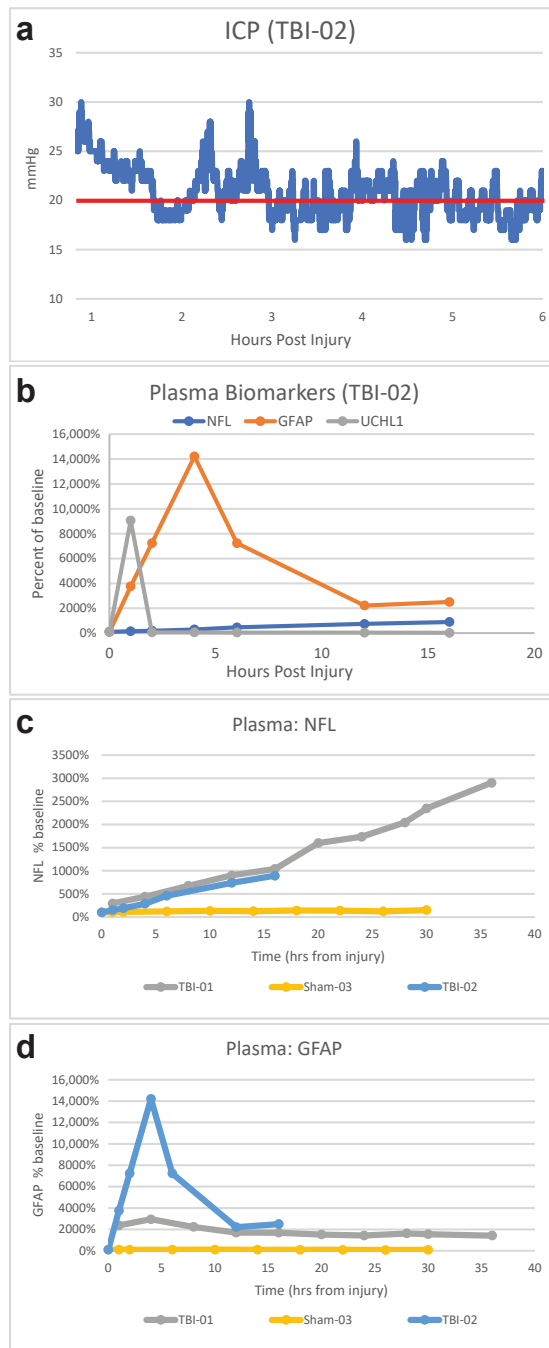 a
ICP (TBI-02)
35
30
25
20
15
10
mmHg
1 2 3 4 5 6
Hours Post Injury
b
Plasma Biomarkers (TBI-02)
NFL GFAP UCHL1
16,000%
14,000%
12,000%
10,000%
8000%
6000%
4000%
2000%
0%
Percent of baseline
0 5 10 15 20
Hours Post Injury
c
Plasma: NFL
3500%
3000%
2500%
2000%
1500%
1000%
500%
0%
NFL % baseline
0 5 10 15 20 25 30 35 40
Time (hrs from injury)
TBI-01 Sham-03 TBI-02
d
Plasma: GFAP
16,000%
14,000%
12,000%
10,000%
8000%
6000%
4000%
2000%
0%
GFAP % baseline
0 5 10 15 20 25 30 35 40
Time (hrs from injury)
TBI-01 Sham-03 TBI-02